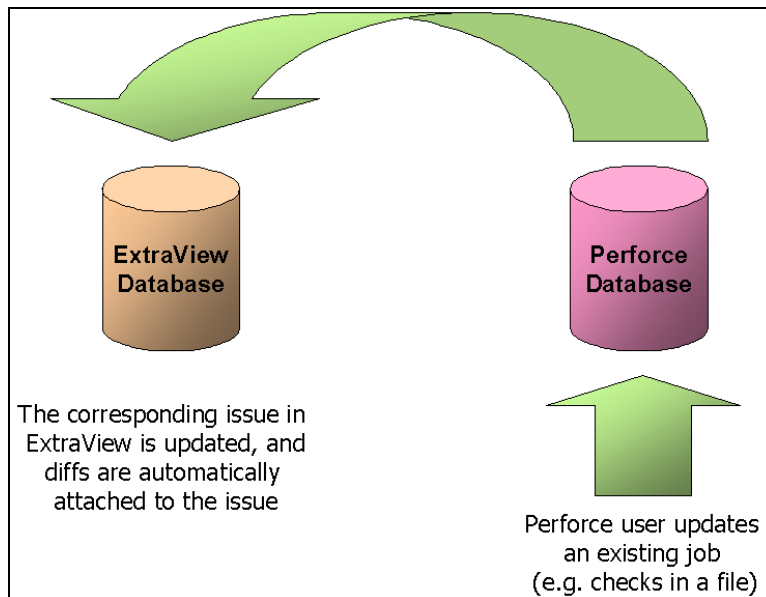 ExtraView
Database
Perforce
Database
The corresponding issue in
ExtraView is updated, and
diffs are automatically
attached to the issue
Perforce user updates
an existing job
(e.g. checks in a file)